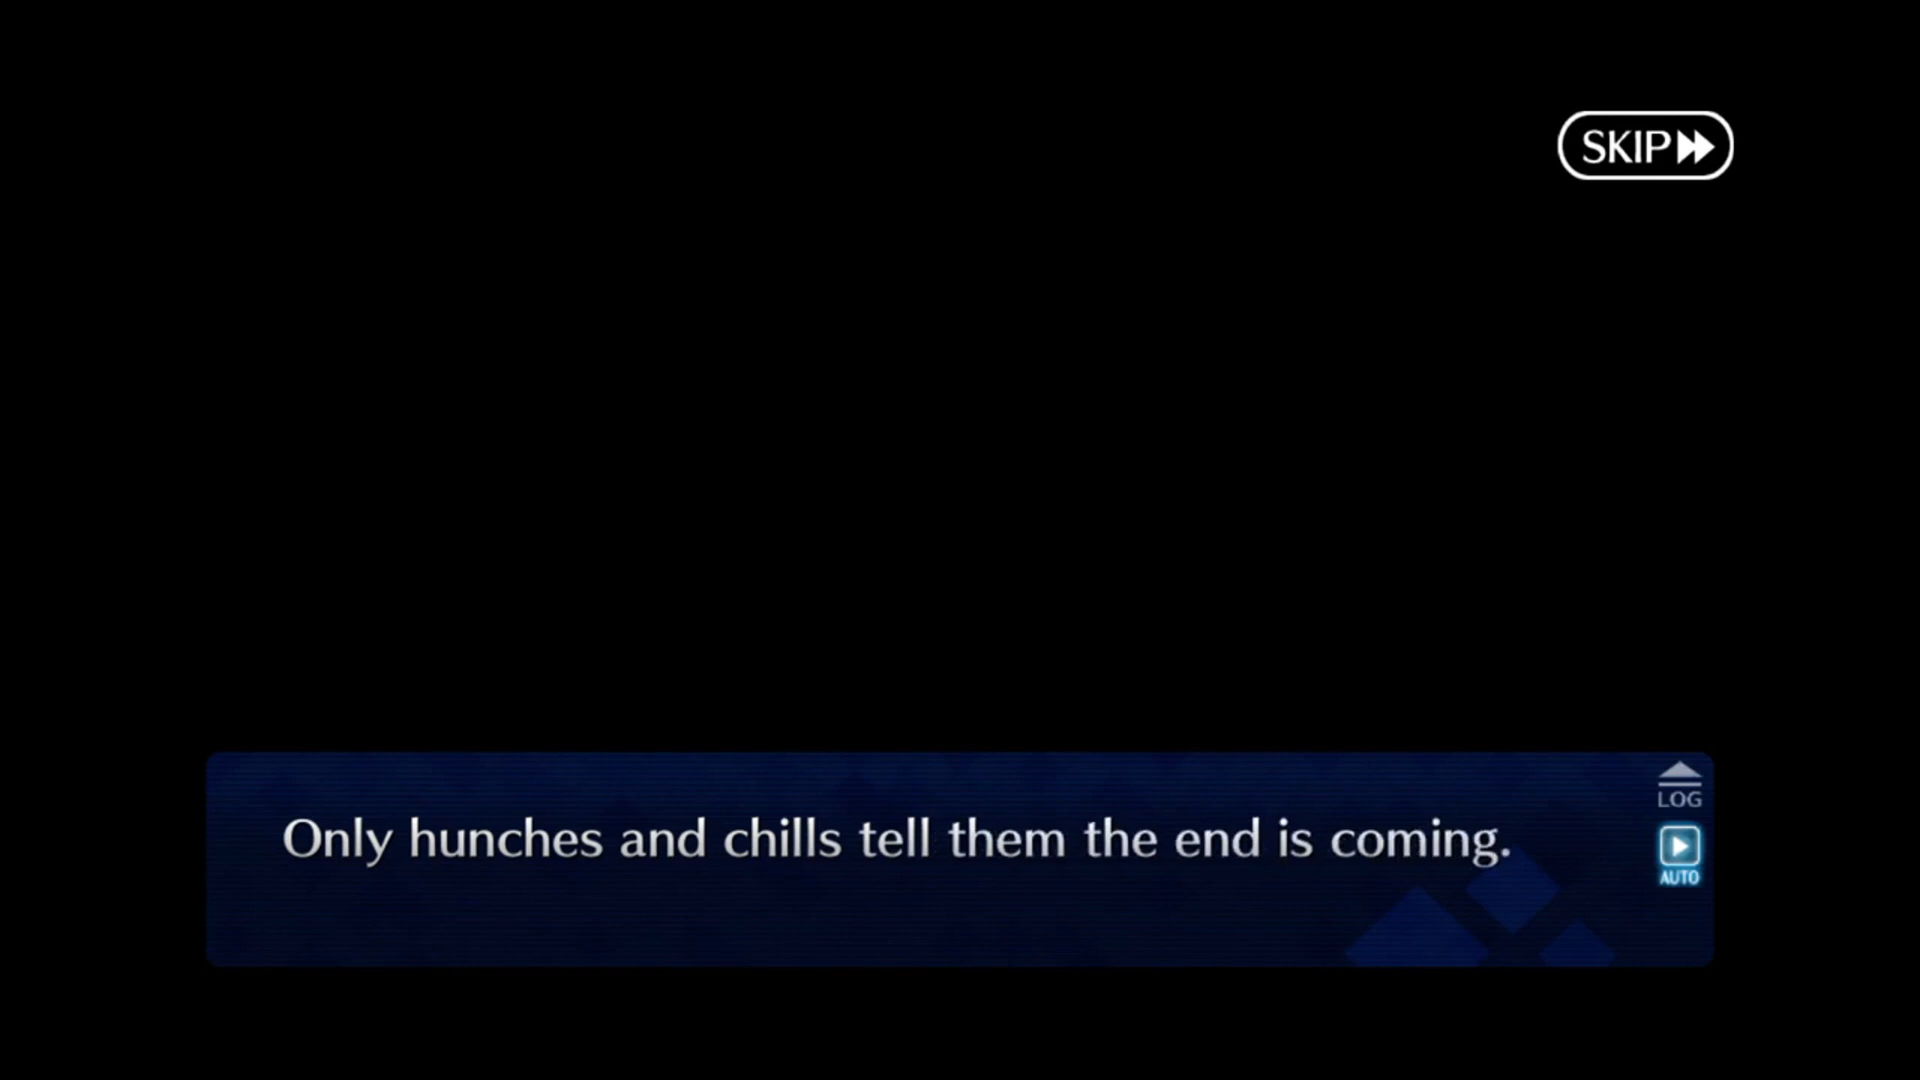 SKIP
Only hunches and chills tell them the end is coming.
LOG
AUTO